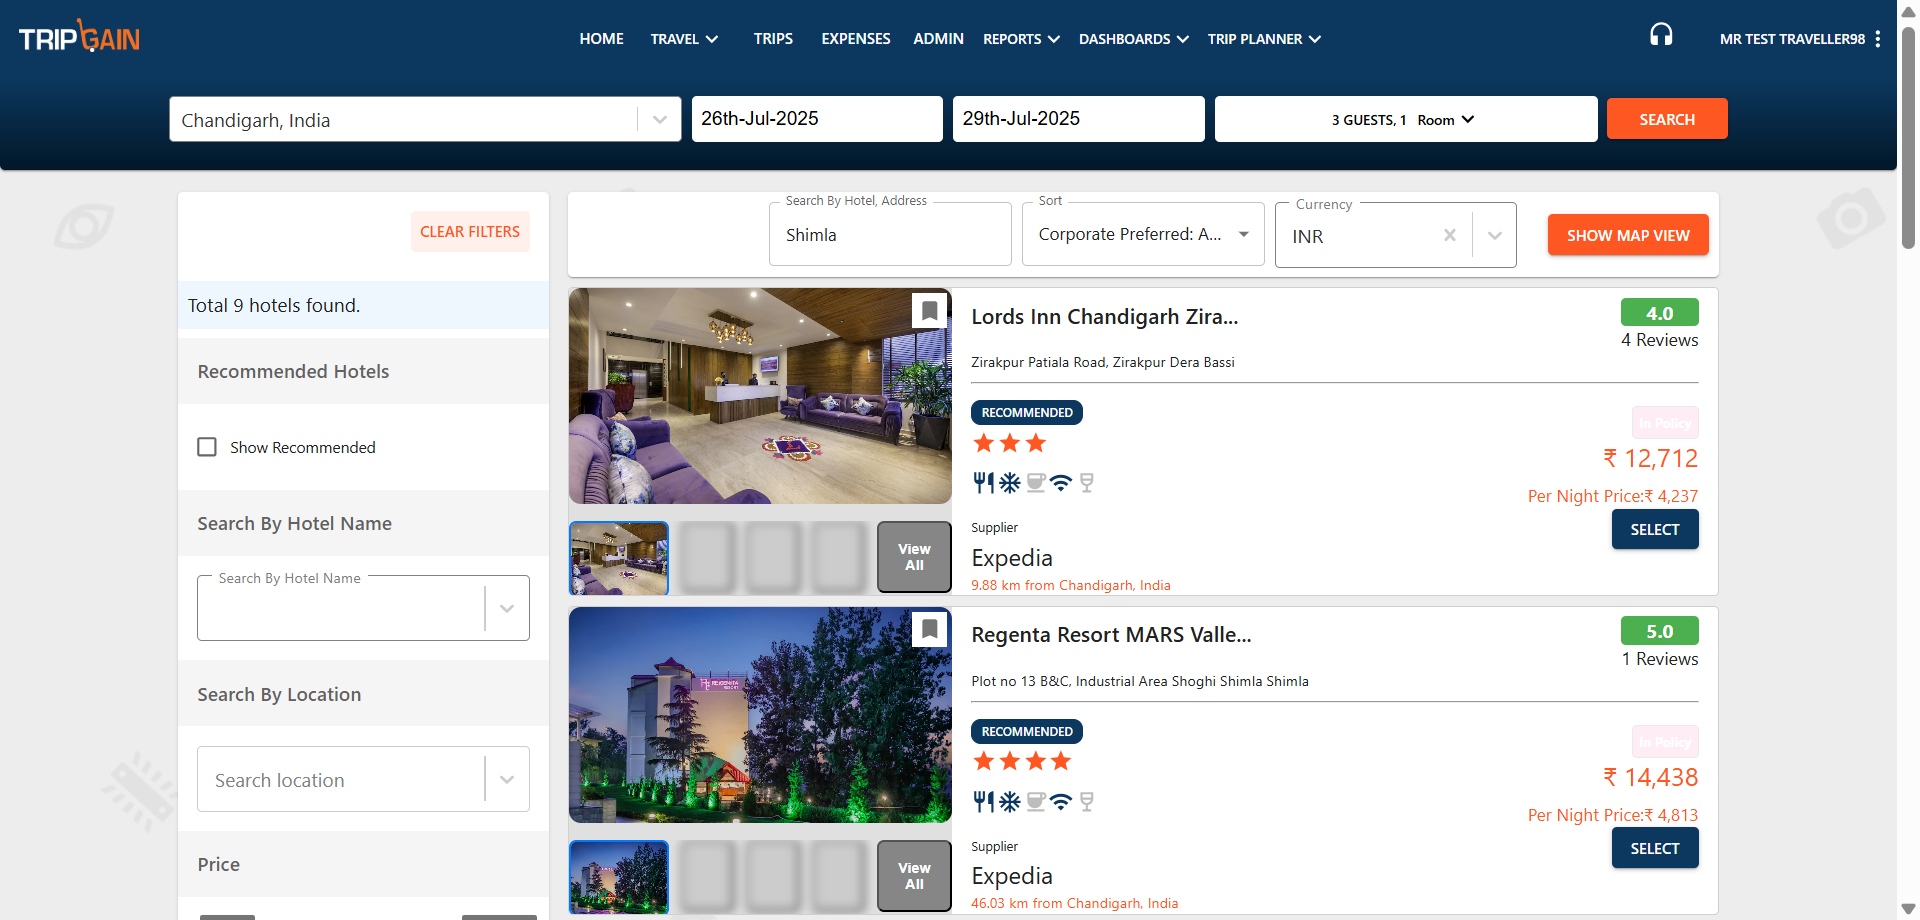 TRIPGAIN
HOME
TRAVEL
TRIPS
EXPENSES
ADMIN
REPORTS
DASHBOARDS
TRIP PLANNER
MR TEST TRAVELLER98
Chandigarh, India
26th-Jul-2025
29th-Jul-2025
3 GUESTS, 1 Room
SEARCH
CLEAR FILTERS
Total 9 hotels found.
Recommended Hotels
Show Recommended
Search By Hotel Name
Search By Hotel Name
Search By Location
Search location
Price
Search By Hotel, Address
Shimla
Sort
Corporate Preferred: A...
Currency
INR
SHOW MAP VIEW
Lords Inn Chandigarh Zira...
4.0
4 Reviews
Zirakpur Patiala Road, Zirakpur Dera Bassi
RECOMMENDED
In Policy
₹ 12,712
Per Night Price:₹ 4,237
SELECT
Supplier
Expedia
9.88 km from Chandigarh, India
View
All
Regenta Resort MARS Valle...
5.0
1 Reviews
Plot no 13 B&C, Industrial Area Shoghi Shimla Shimla
REGENTA
RESORT
RECOMMENDED
In Policy
₹ 14,438
Per Night Price:₹ 4,813
SELECT
Supplier
Expedia
46.03 km from Chandigarh, India
View
All